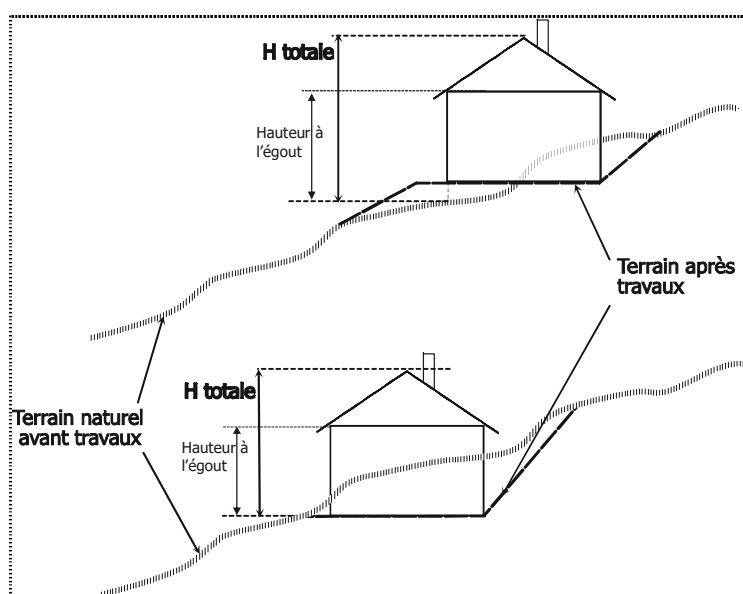 H totale
Hauteur à
l'égout
Terrain après
travaux
H totale
Terrain naturel
avant travaux
Hauteur à
l'égout